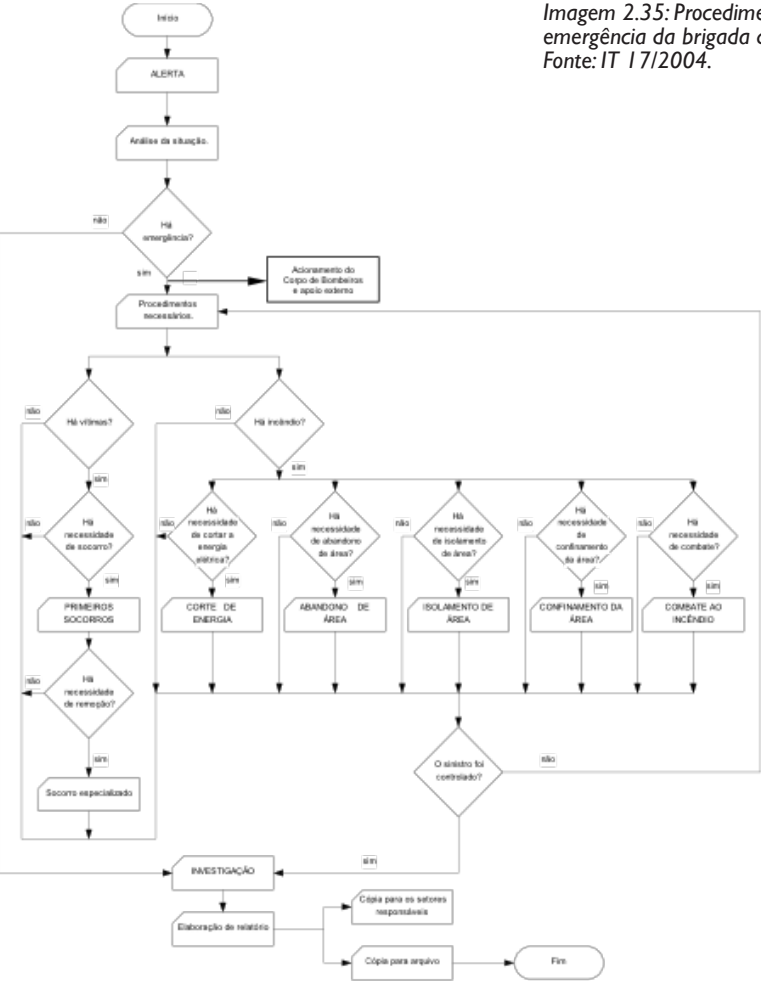 Imagem 2.35:
emergência da brigada
Fonte: IT 17/2004.
Início
ALERTA
Análise da situação.
não
Há
emergência?
sim
Acionamento do
Corpo de Bombeiros
e apoio externo
Procedimentos
necessários.
não
Há vítimas?
não
Há incêndio?
sim
sim
não
Há
necessidade
de socorro?
sim
não
Há
necessidade
de cortar a
energia
elétrica?
sim
não
Há
necessidade
de abandono
de área?
sim
não
Há
necessidade
de isolamento
de área?
sim
não
Há
necessidade
de
confinamento
da área?
sim
Há
necessidade
de combate?
sim
PRIMEIROS
SOCORROS
CORTE DE
ENERGIA
ABANDONO DE
ÁREA
ISOLAMENTO DE
ÁREA
CONFINAMENTO DA
ÁREA
COMBATE AO
INCÊNDIO
não
Há
necessidade
de remoção?
sim
Socorro especializado
O sinistro foi
controlado?
não
sim
INVESTIGAÇÃO
Elaboração de relatório
Cópia para os setores
responsáveis
Cópia para arquivo
Fim